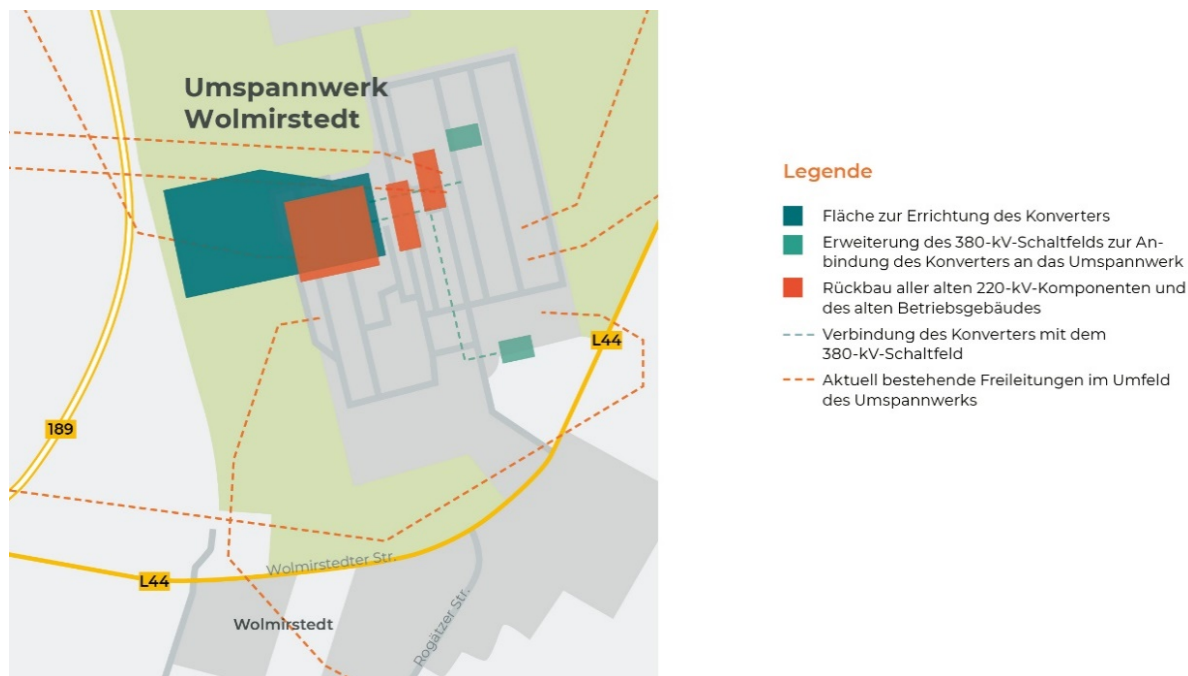 Umspannwerk
Wolmirstedt
L44
189
Wolmirstedter Str.
L44
Wolmirstedt
Rogätzer Str.
Legende
Fläche zur Errichtung des Konverters
Erweiterung des 380-kV-Schaltfelds zur An-
bindung des Konverters an das Umspannwerk
Rückbau aller alten 220-kV-Komponenten und
des alten Betriebsgebäudes
Verbindung des Konverters mit dem
380-kV-Schaltfeld
Aktuell bestehende Freileitungen im Umfeld
des Umspannwerks